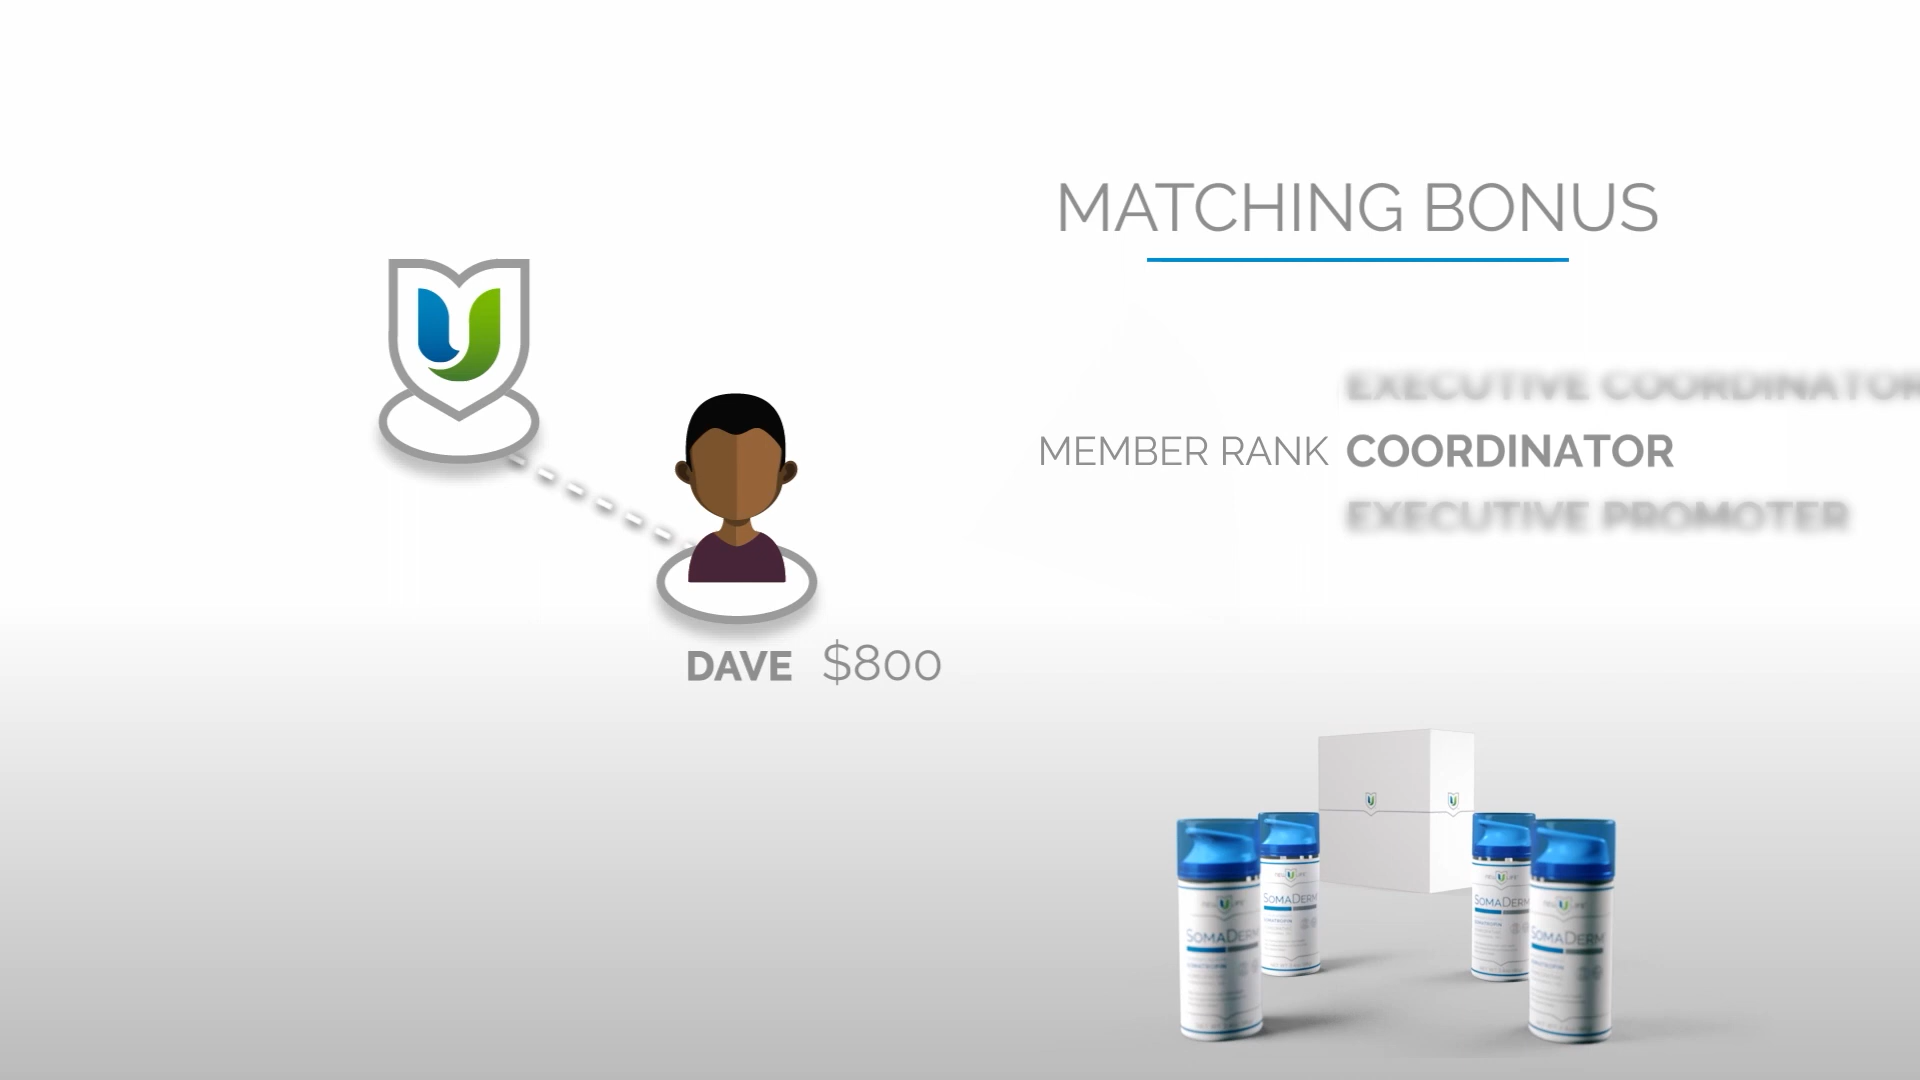 MATCHING BONUS
EXECUTIVE COORDINATOR
MEMBER RANK COORDINATOR
EXECUTIVE PROMOTER
DAVE $800
SOMADERM
SOMADERM
SOMADERM
SOMADERM